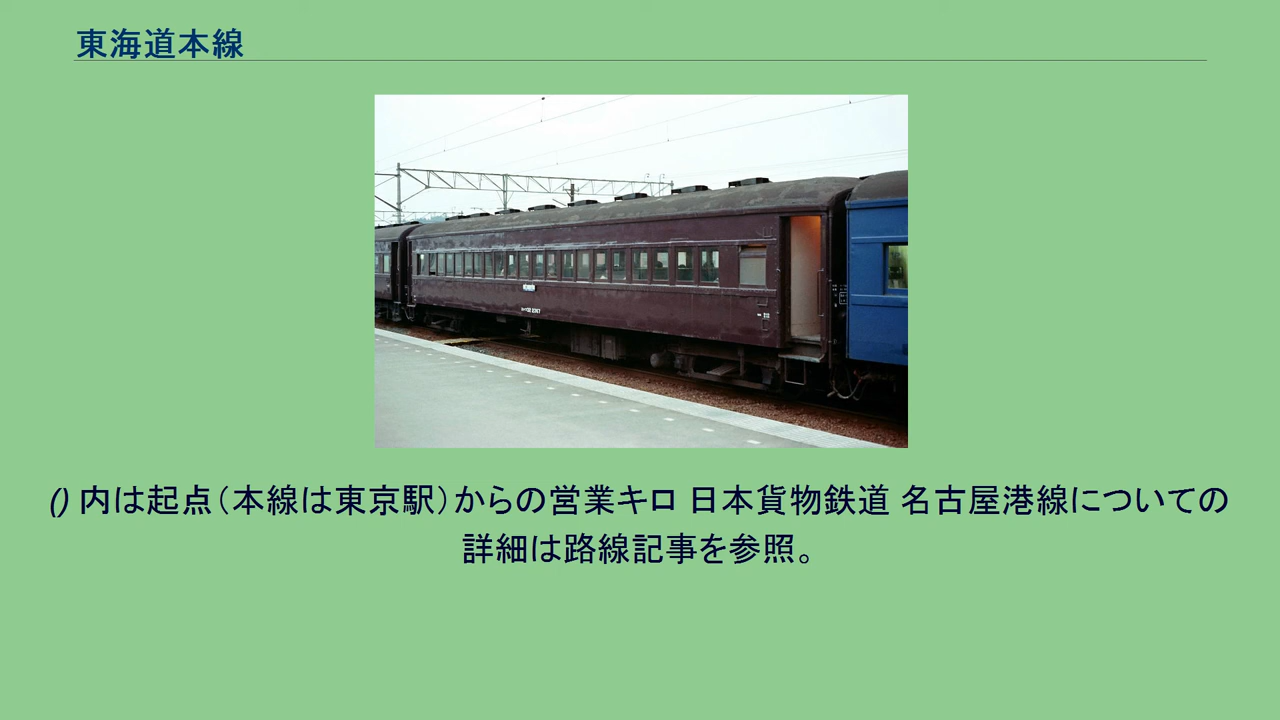 東海道本線
() 内は起点（本線は東京駅）からの営業キロ 日本貨物鉄道 名古屋港線についての
詳細は路線記事を参照。